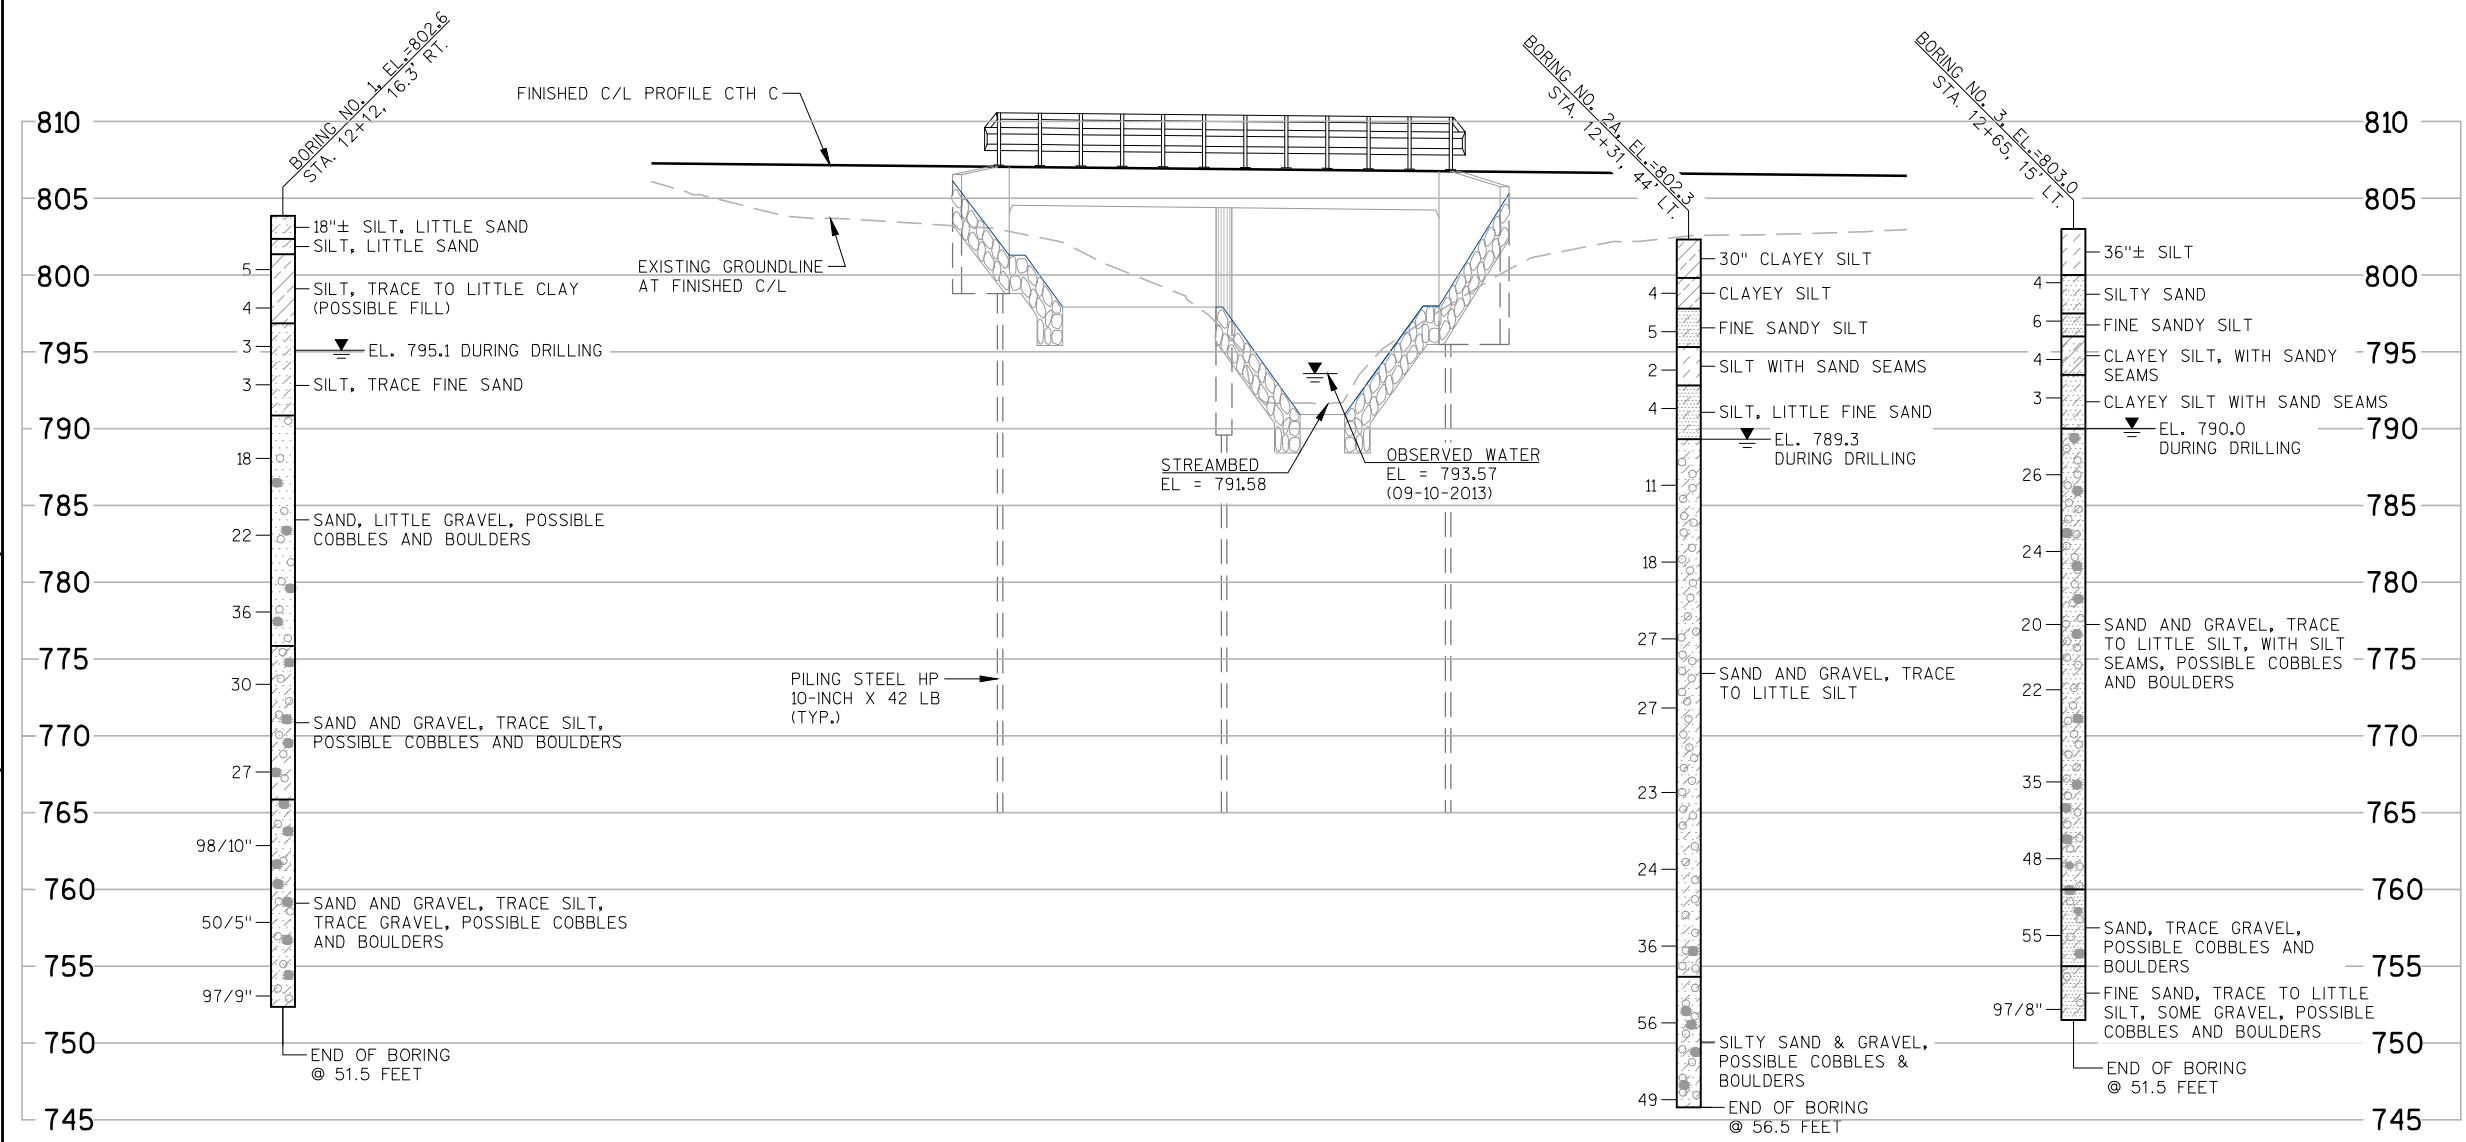 BORING NO. 1, EL.=802.6
STA. 12+12, 16.3' RT.
FINISHED C/L PROFILE CTH C
BORING NO. 2A, EL.=802.3
STA. 12+31, 44' LT.
BORING NO. 3, EL.=803.0
STA. 12+65, 15' LT.
810
805
800
795
790
785
780
775
770
765
760
755
750
745
18"± SILT, LITTLE SAND
SILT, LITTLE SAND
5
SILT, TRACE TO LITTLE CLAY
(POSSIBLE FILL)
4
3
EL. 795.1 DURING DRILLING
3
SILT, TRACE FINE SAND
18
SAND, LITTLE GRAVEL, POSSIBLE
COBBLES AND BOULDERS
22
36
30
SAND AND GRAVEL, TRACE SILT,
POSSIBLE COBBLES AND BOULDERS
27
98/10"
SAND AND GRAVEL, TRACE SILT,
TRACE GRAVEL, POSSIBLE COBBLES
AND BOULDERS
50/5"
97/9"
END OF BORING
@ 51.5 FEET
EXISTING GROUNDLINE
AT FINISHED C/L
STREAMBED
EL = 791.58
OBSERVED WATER
EL = 793.57
(09-10-2013)
PILING STEEL HP
10-INCH X 42 LB
(TYP.)
30" CLAYEY SILT
4
CLAYEY SILT
5
FINE SANDY SILT
2
SILT WITH SAND SEAMS
4
SILT, LITTLE FINE SAND
EL. 789.3
DURING DRILLING
11
18
27
SAND AND GRAVEL, TRACE
TO LITTLE SILT
27
23
24
36
56
SILTY SAND & GRAVEL,
POSSIBLE COBBLES &
BOULDERS
49
END OF BORING
@ 56.5 FEET
36"± SILT
4
SILTY SAND
6
FINE SANDY SILT
4
CLAYEY SILT, WITH SANDY
SEAMS
3
CLAYEY SILT WITH SAND SEAMS
EL. 790.0
DURING DRILLING
26
24
20
SAND AND GRAVEL, TRACE
TO LITTLE SILT, WITH SILT
SEAMS, POSSIBLE COBBLES
AND BOULDERS
22
35
48
55
SAND, TRACE GRAVEL,
POSSIBLE COBBLES AND
BOULDERS
97/8"
FINE SAND, TRACE TO LITTLE
SILT, SOME GRAVEL, POSSIBLE
COBBLES AND BOULDERS
END OF BORING
@ 51.5 FEET
810
805
800
795
790
785
780
775
770
765
760
755
750
745